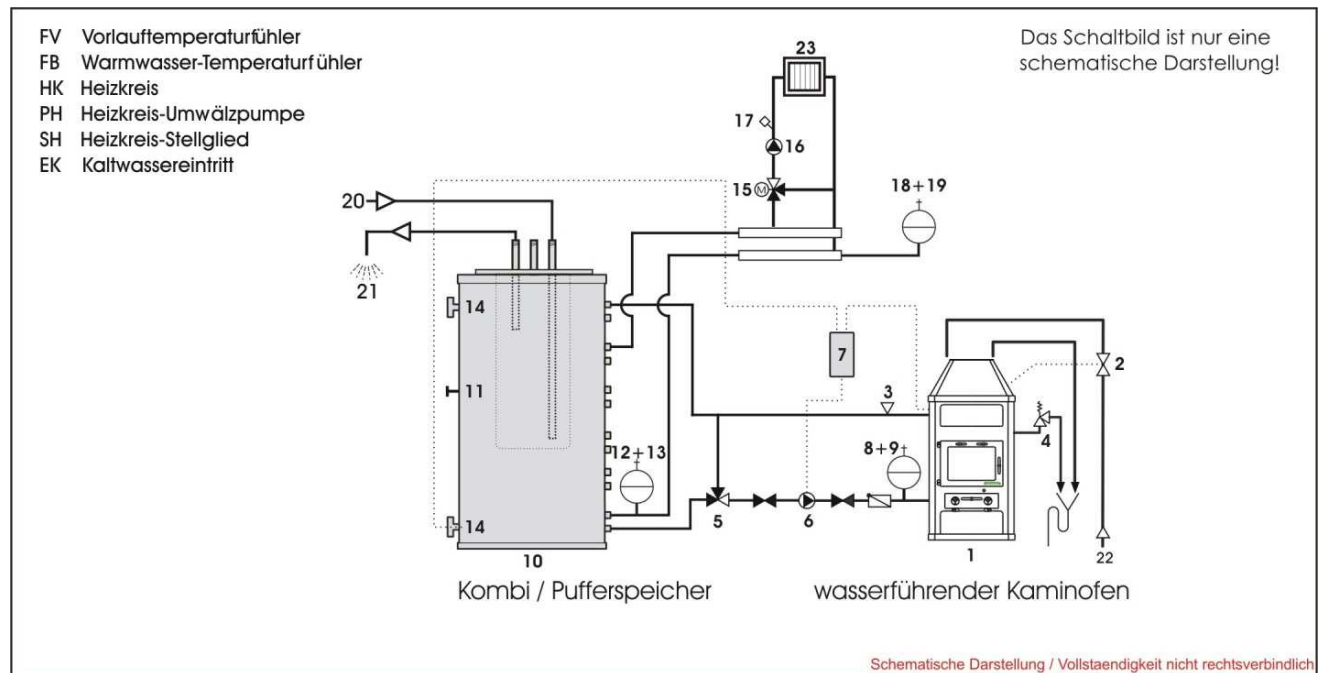 FV Vorlauftemperaturfühler
FB Warmwasser-Temperaturfühler
HK Heizkreis
PH Heizkreis-Umwälzpumpe
SH Heizkreis-Stellglied
EK Kaltwassereintritt
Das Schaltbild ist nur eine
schematische Darstellung!
23
17
16
15 M
18+19
20
21
14
7
2
11
3
4
12+13
8+9
14
5
6
10
1
22
Kombi / Pufferspeicher
wasserführender Kaminofen
Schematische Darstellung / Vollstaendigkeit nicht rechtsverbindlich